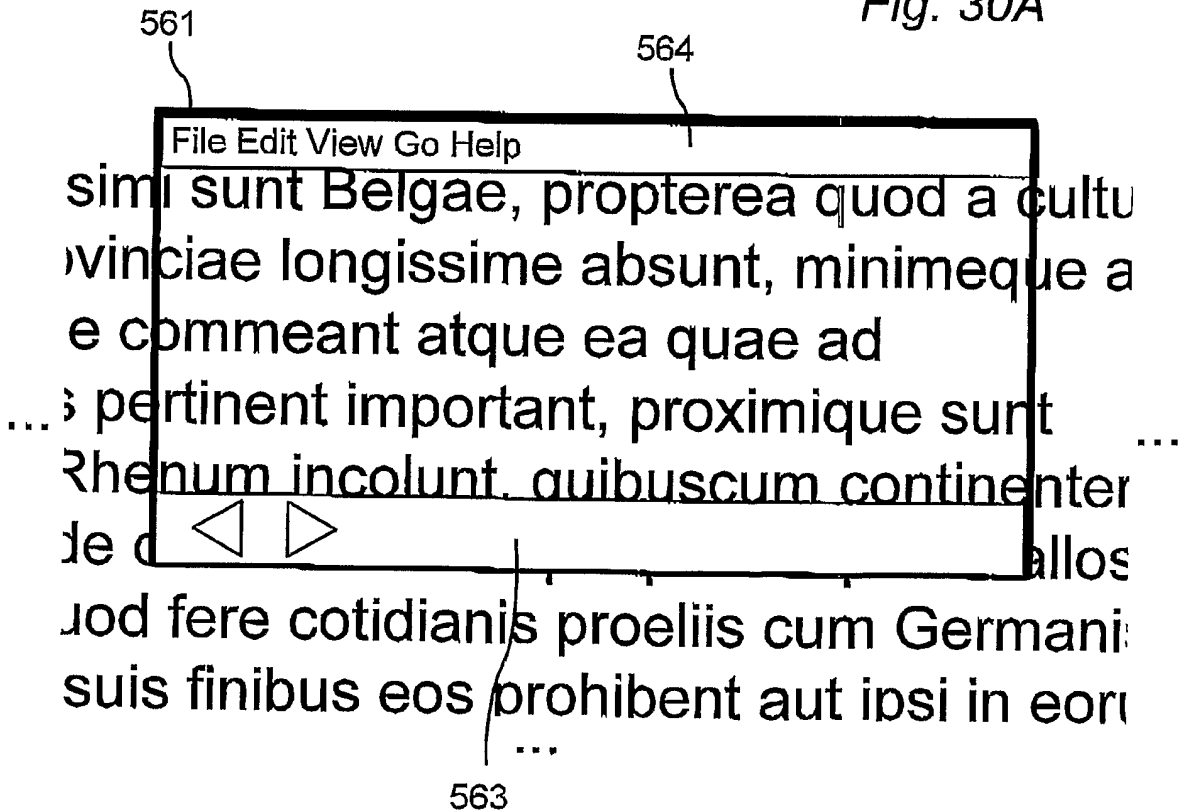 Fig. 30A
561
564
File Edit View Go Help
simi sunt Belgae, propterea quod a cultu
ovinciae longissime absunt, minimeque a
e commeant atque ea quae ad
... s pertinent important, proximique sunt ...
Rhenum incolunt, quibuscum continenter
de
allos
uod fere cotidianis proeliis cum Germani
suis finibus eos prohibent aut ipsi in eoru
...
563